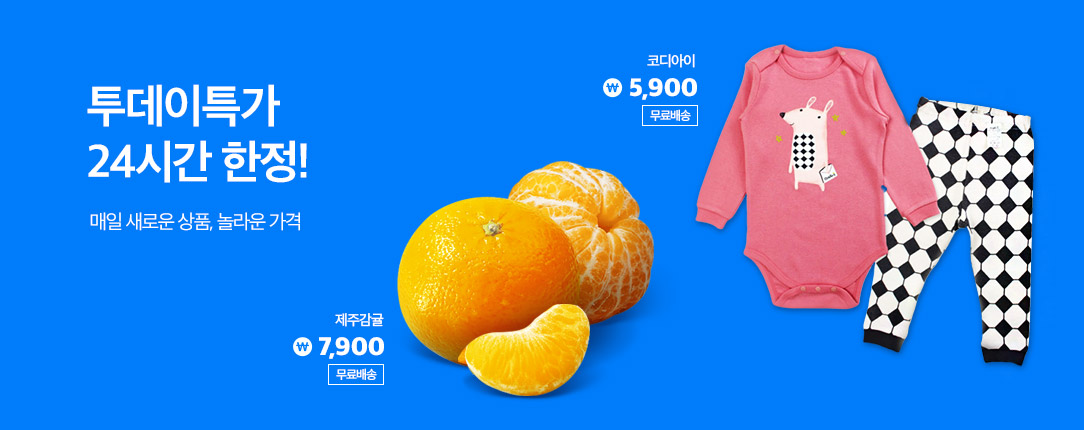 투데이특가
24시간 한정!
매일 새로운 상품, 놀라운 가격
코디아이
₩ 5,900
무료배송
제주감귤
₩ 7,900
무료배송